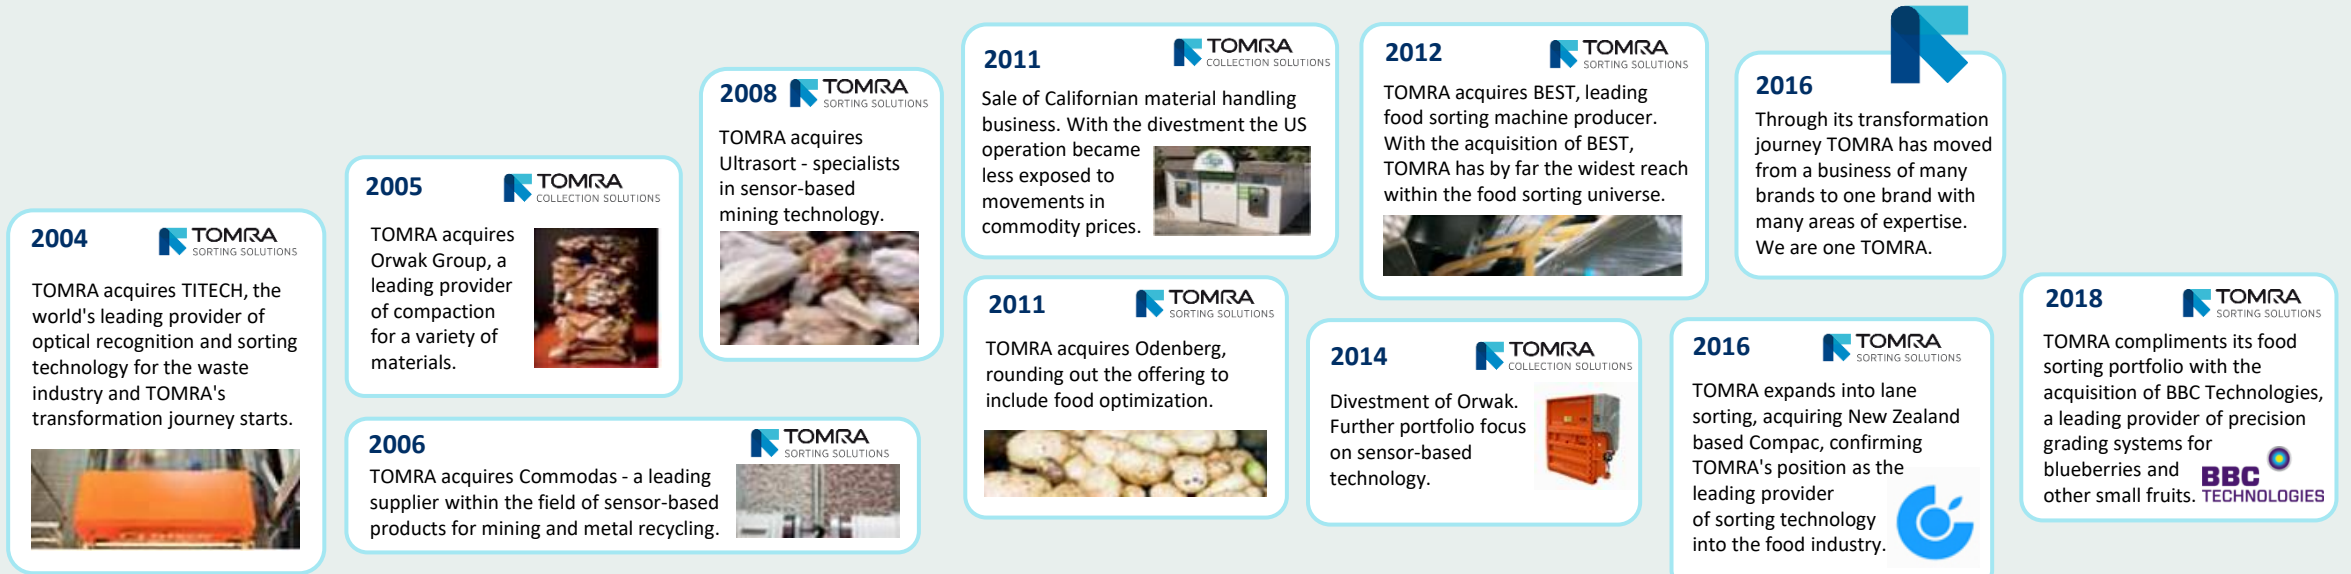 2004
TOMRA
SORTING SOLUTIONS
TOMRA acquires TITECH, the
world's leading provider of
optical recognition and sorting
technology for the waste
industry and TOMRA's
transformation journey starts.
2005
TOMRA
COLLECTION SOLUTIONS
TOMRA acquires
Orwak Group, a
leading provider
of compaction
for a variety of
materials.
2006
TOMRA
SORTING SOLUTIONS
TOMRA acquires Commodas - a leading
supplier within the field of sensor-based
products for mining and metal recycling.
2008
TOMRA
SORTING SOLUTIONS
TOMRA acquires
Ultrasort - specialists
in sensor-based
mining technology.
2011
TOMRA
COLLECTION SOLUTIONS
Sale of Californian material handling
business. With the divestment the US
operation became
less exposed to
movements in
commodity prices.
2011
TOMRA
SORTING SOLUTIONS
TOMRA acquires Odenberg,
rounding out the offering to
include food optimization.
2012
TOMRA
SORTING SOLUTIONS
TOMRA acquires BEST, leading
food sorting machine producer.
With the acquisition of BEST,
TOMRA has by far the widest reach
within the food sorting universe.
2014
TOMRA
COLLECTION SOLUTIONS
Divestment of Orwak.
Further portfolio focus
on sensor-based
technology.
2016
Through its transformation
journey TOMRA has moved
from a business of many
brands to one brand with
many areas of expertise.
We are one TOMRA.
2016
TOMRA
SORTING SOLUTIONS
TOMRA expands into lane
sorting, acquiring New Zealand
based Compac, confirming
TOMRA's position as the
leading provider
of sorting technology
into the food industry.
2018
TOMRA
SORTING SOLUTIONS
TOMRA compliments its food
sorting portfolio with the
acquisition of BBC Technologies,
a leading provider of precision
grading systems for
blueberries and
other small fruits.
BBC
TECHNOLOGIES